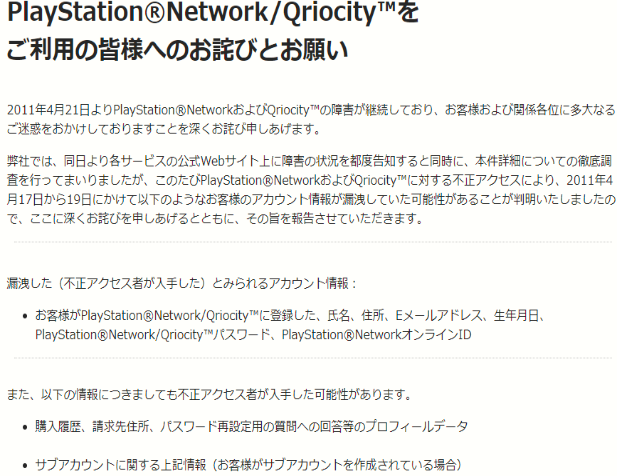 PlayStation®Network/Qriocity™を
ご利用の皆様へのお詫びとお願い
2011年4月21日よりPlayStation®NetworkおよびQriocity™の障害が継続しており、お客様および関係各位に多大なる
ご迷惑をおかけしておりますことを深くお詫び申しあげます。
弊社では、同日より各サービスの公式Webサイト上に障害の状況を都度告知すると同時に、本件詳細についての徹底調
査を行ってまいりましたが、このたびPlayStation®NetworkおよびQriocity™に対する不正アクセスにより、2011年4
月17日から19日にかけて以下のようなお客様のアカウント情報が漏洩していた可能性があることが判明いたしましたの
で、ここに深くお詫びを申しあげるとともに、その旨を報告させていただきます。
漏洩した（不正アクセス者が入手した）とみられるアカウント情報：
• お客様がPlayStation®Network/Qriocity™に登録した、氏名、住所、Eメールアドレス、生年月日、
PlayStation®Network/Qriocity™パスワード、PlayStation®NetworkオンラインID
また、以下の情報につきましても不正アクセス者が入手した可能性があります。
• 購入履歴、請求先住所、パスワード再設定用の質問への回答等のプロフィールデータ
• サブアカウントに関する上記情報（お客様がサブアカウントを作成されている場合）